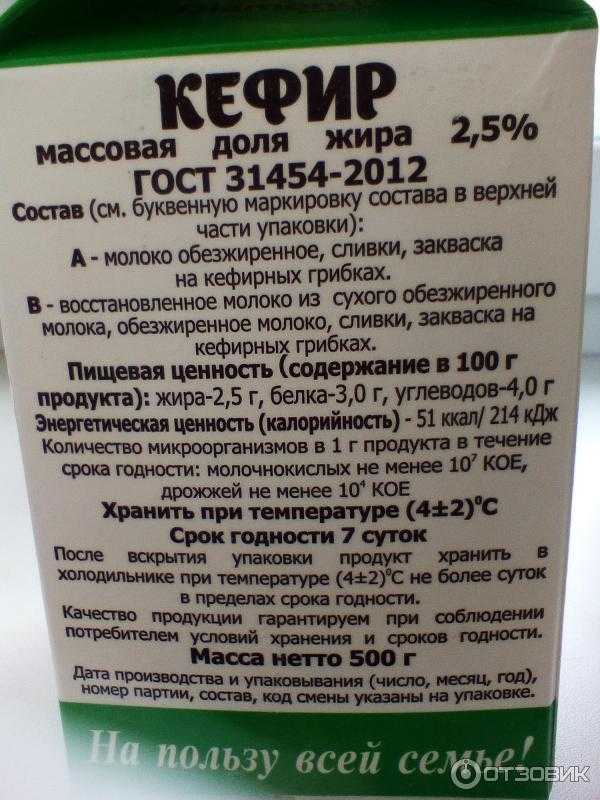 КЕФИР
массовая доля жира 2,5%
ГОСТ 31454-2012
Состав (см. буквенную маркировку состава в верхней
части упаковки):
А - молоко обезжиренное, сливки, закваска
на кефирных грибках.
В - восстановленное молоко из сухого обезжиренного
молока, обезжиренное молоко, сливки, закваска на
кефирных грибках.
Пищевая ценность (содержание в 100 г
продукта): жира-2,5 г, белка-3,0 г, углеводов-4,0 г
Энергетическая ценность (калорийность) - 51 ккал/ 214 кДж
Количество микроорганизмов в 1 г продукта в течение
срока годности: молочнокислых не менее 10⁷ КОЕ,
дрожжей не менее 10⁴ КОЕ
Хранить при температуре (4±2)⁰С
Срок годности 7 суток
После вскрытия упаковки продукт хранить в
холодильнике при температуре (4±2)⁰С не более суток
в пределах срока годности.
Качество продукции гарантируем при соблюдении
потребителем условий хранения и сроков годности.
Масса нетто 500 г
Дата производства и упаковывания (число, месяц, год),
номер партии, состав, код смены указаны на упаковке.
На пользу всей семье!
ОТЗОВИК